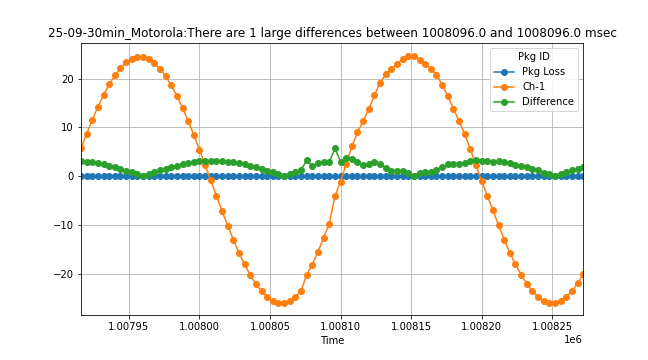 25-09-30min_Motorola:There are 1 large differences between 1008096.0 and 1008096.0 msec
Pkg ID
Pkg Loss
Ch-1
Difference
20
10
0
−10
−20
1.00795 1.00800 1.00805 1.00810 1.00815 1.00820 1.00825
1e6
Time